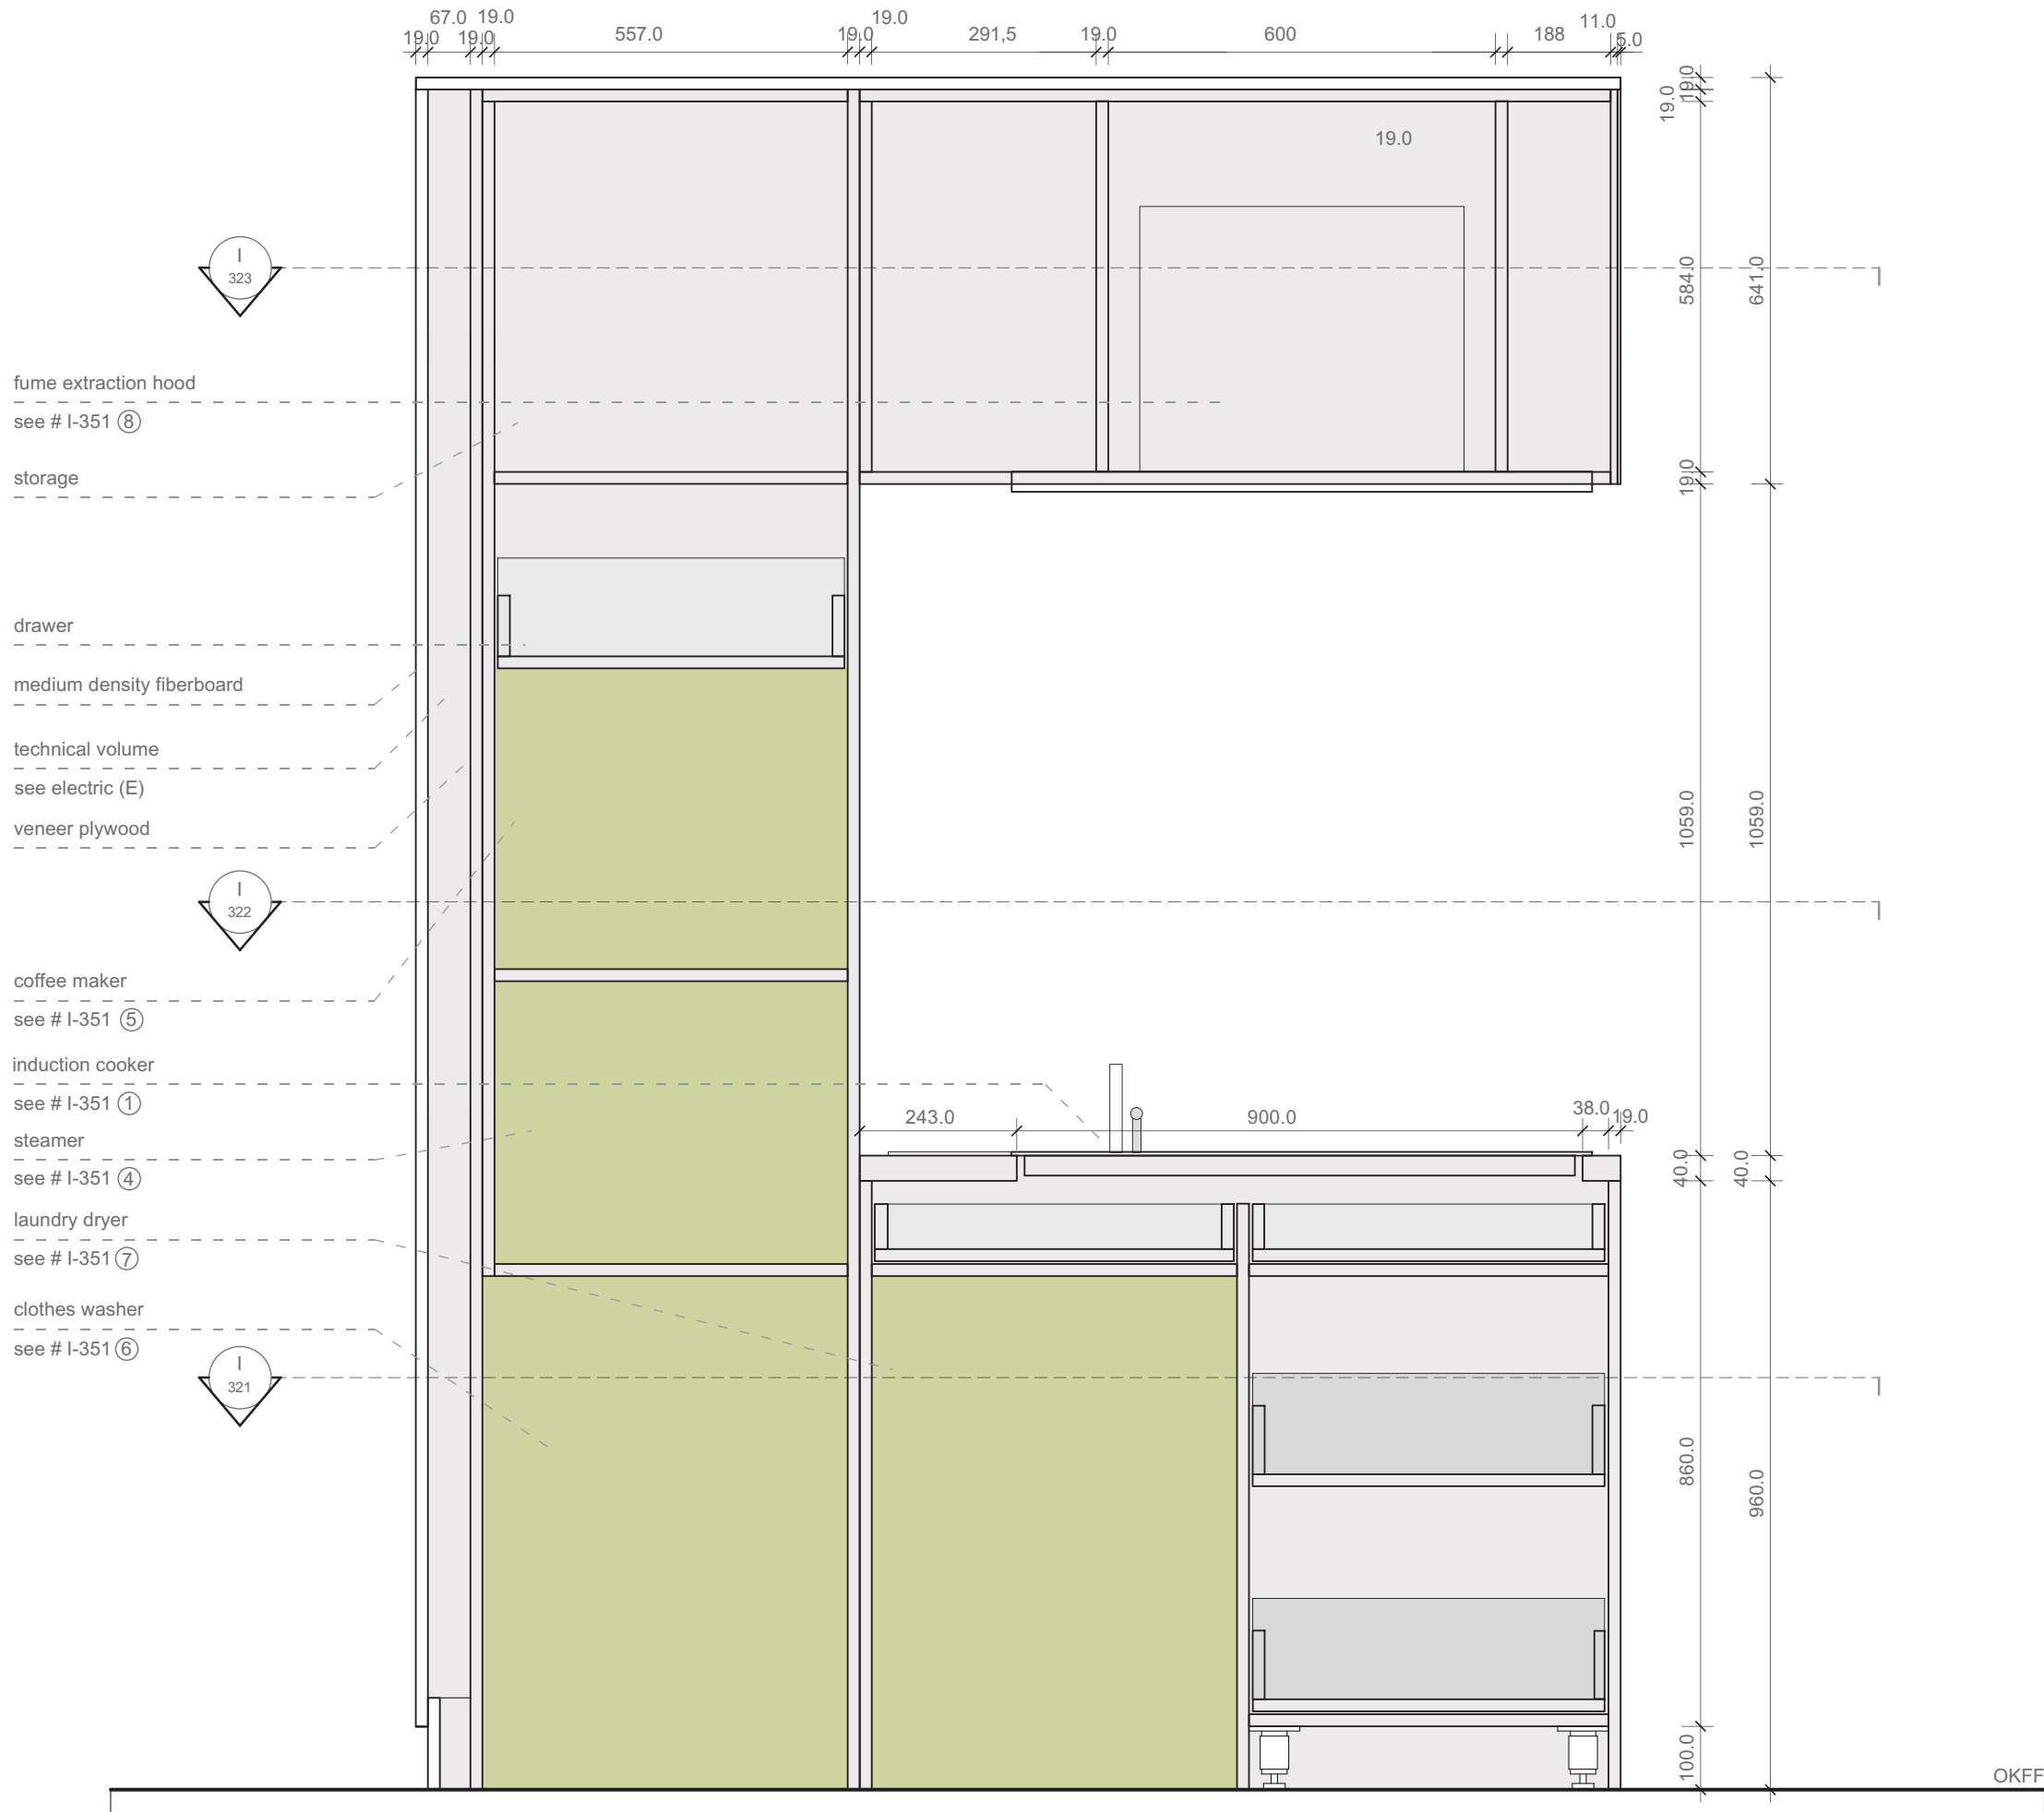 67.0 19.0 19.0 11.0
19.0 19.0 557.0 19.0 291,5 19.0 600 188 5.0
19.0
19.0
19.0
I
323
584.0
641.0
fume extraction hood
see # I-351 8
storage
19.0
drawer
medium density fiberboard
technical volume
see electric (E)
veneer plywood
1059.0
1059.0
I
322
coffee maker
see # I-351 5
induction cooker
see # I-351 1
243.0 900.0 38.0 19.0
steamer
see # I-351 4
40.0
40.0
laundry dryer
see # I-351 7
clothes washer
see # I-351 6
I
321
860.0
960.0
100.0
OKFF